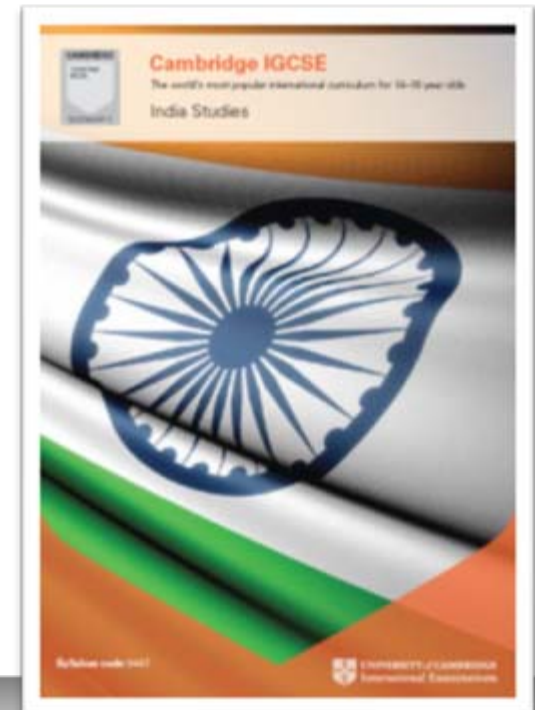 Cambridge IGCSE
The world's most popular international curriculum for 14–16 year olds
India Studies
Syllabus code
UNIVERSITY of CAMBRIDGE
International Examinations